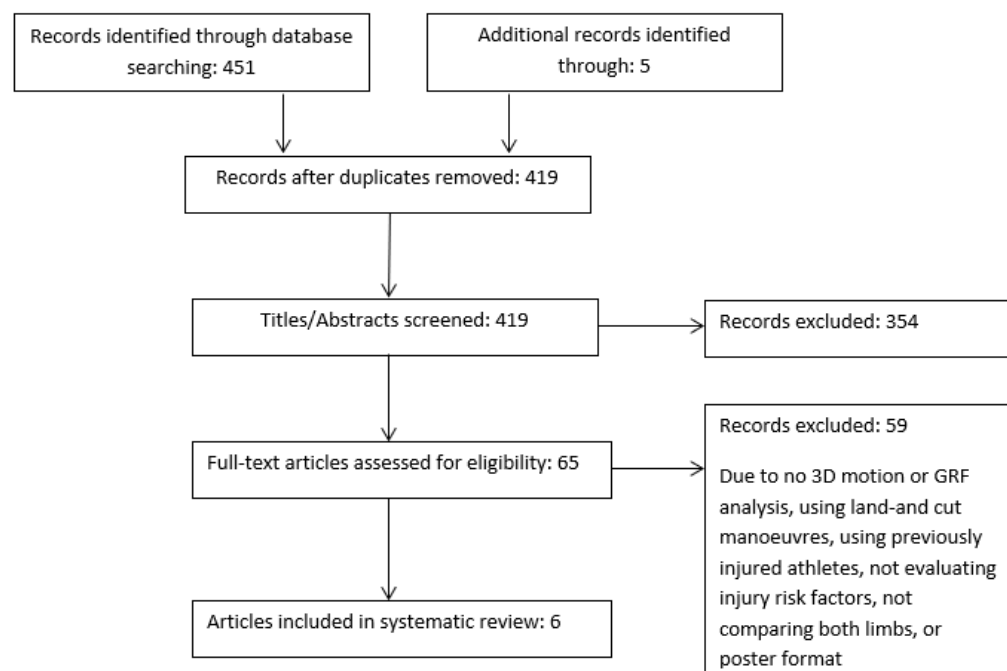 Records identified through database
searching: 451
Additional records identified
through: 5
Records after duplicates removed: 419
Titles/Abstracts screened: 419
Records excluded: 354
Full-text articles assessed for eligibility: 65
Records excluded: 59
Due to no 3D motion or GRF
analysis, using land-and cut
manoeuvres, using previously
injured athletes, not evaluating
injury risk factors, not
comparing both limbs, or
poster format
Articles included in systematic review: 6